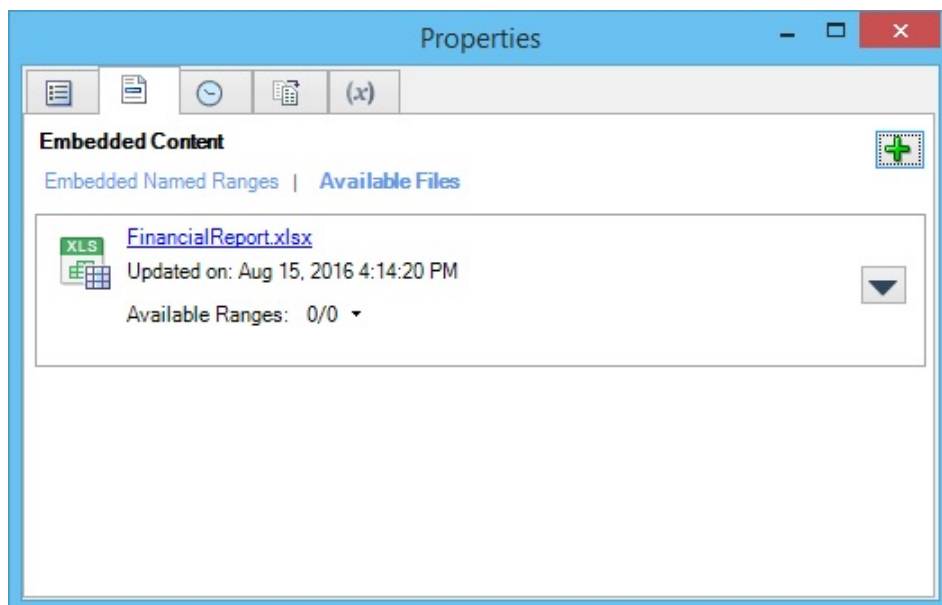 Properties
(x)
Embedded Content
Embedded Named Ranges | Available Files
XLS
FinancialReport.xlsx
Updated on: Aug 15, 2016 4:14:20 PM
Available Ranges: 0/0